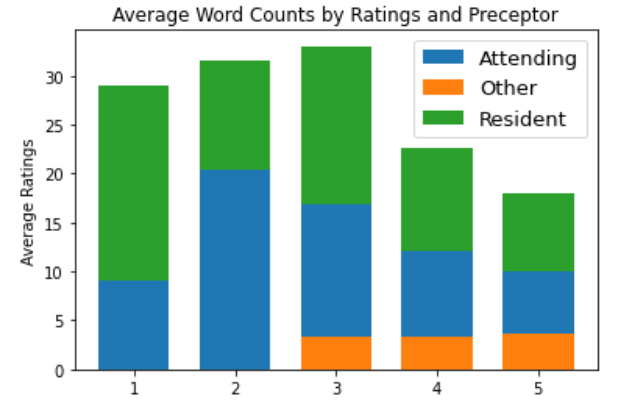 Average Word Counts by Ratings and Preceptor
Attending
Other
Resident
Average Ratings
30
25
20
15
10
5
0
1 2 3 4 5